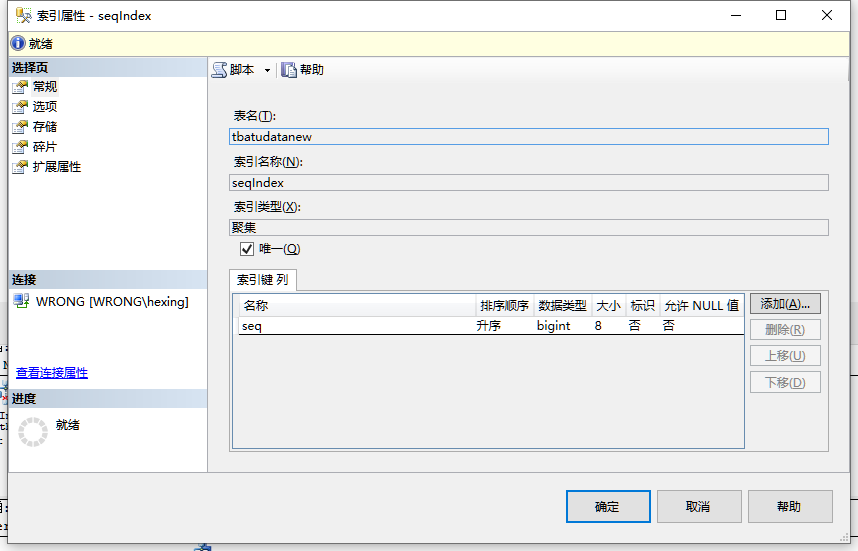 索引属性 - seqIndex
就绪
选择页
常规
选项
存储
碎片
扩展属性
连接
WRONG [WRONG\hexing]
查看连接属性
进度
就绪
脚本 帮助
表名(T):
tbatudatanew
索引名称(N):
seqIndex
索引类型(X):
聚集
唯一(Q)
索引键 列
名称 排序顺序 数据类型 大小 标识 允许 NULL 值
seq 升序 bigint 8 否 否
添加(A)...
删除(R)
上移(U)
下移(D)
确定 取消 帮助